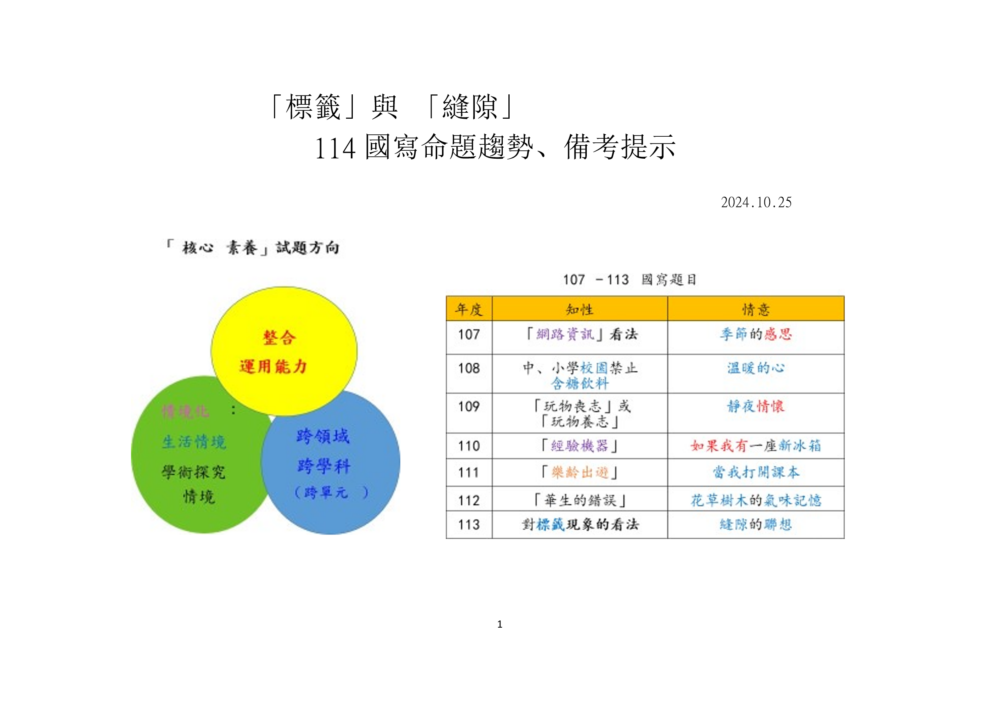 「標籤」與 「縫隙」
114國寫命題趨勢、備考提示
2024.10.25
「 核心 素養」試題方向
整合
運用能力
情境化 :
生活情境
學術探究
情境
跨領域
跨學科
(跨單元 )
107 -113 國寫題目
年度 知性 情意
107 「網路資訊」看法 季節的感思
108 中、小學校園禁止 溫暖的心
含糖飲料
109 「玩物喪志」或 靜夜情懷
「玩物養志」
110 「經驗機器」 如果我有一座新冰箱
111 「樂齡出遊」 當我打開課本
112 「華生的錯誤」 花草樹木的氣味記憶
113 對標籤現象的看法 縫隙的聯想
1